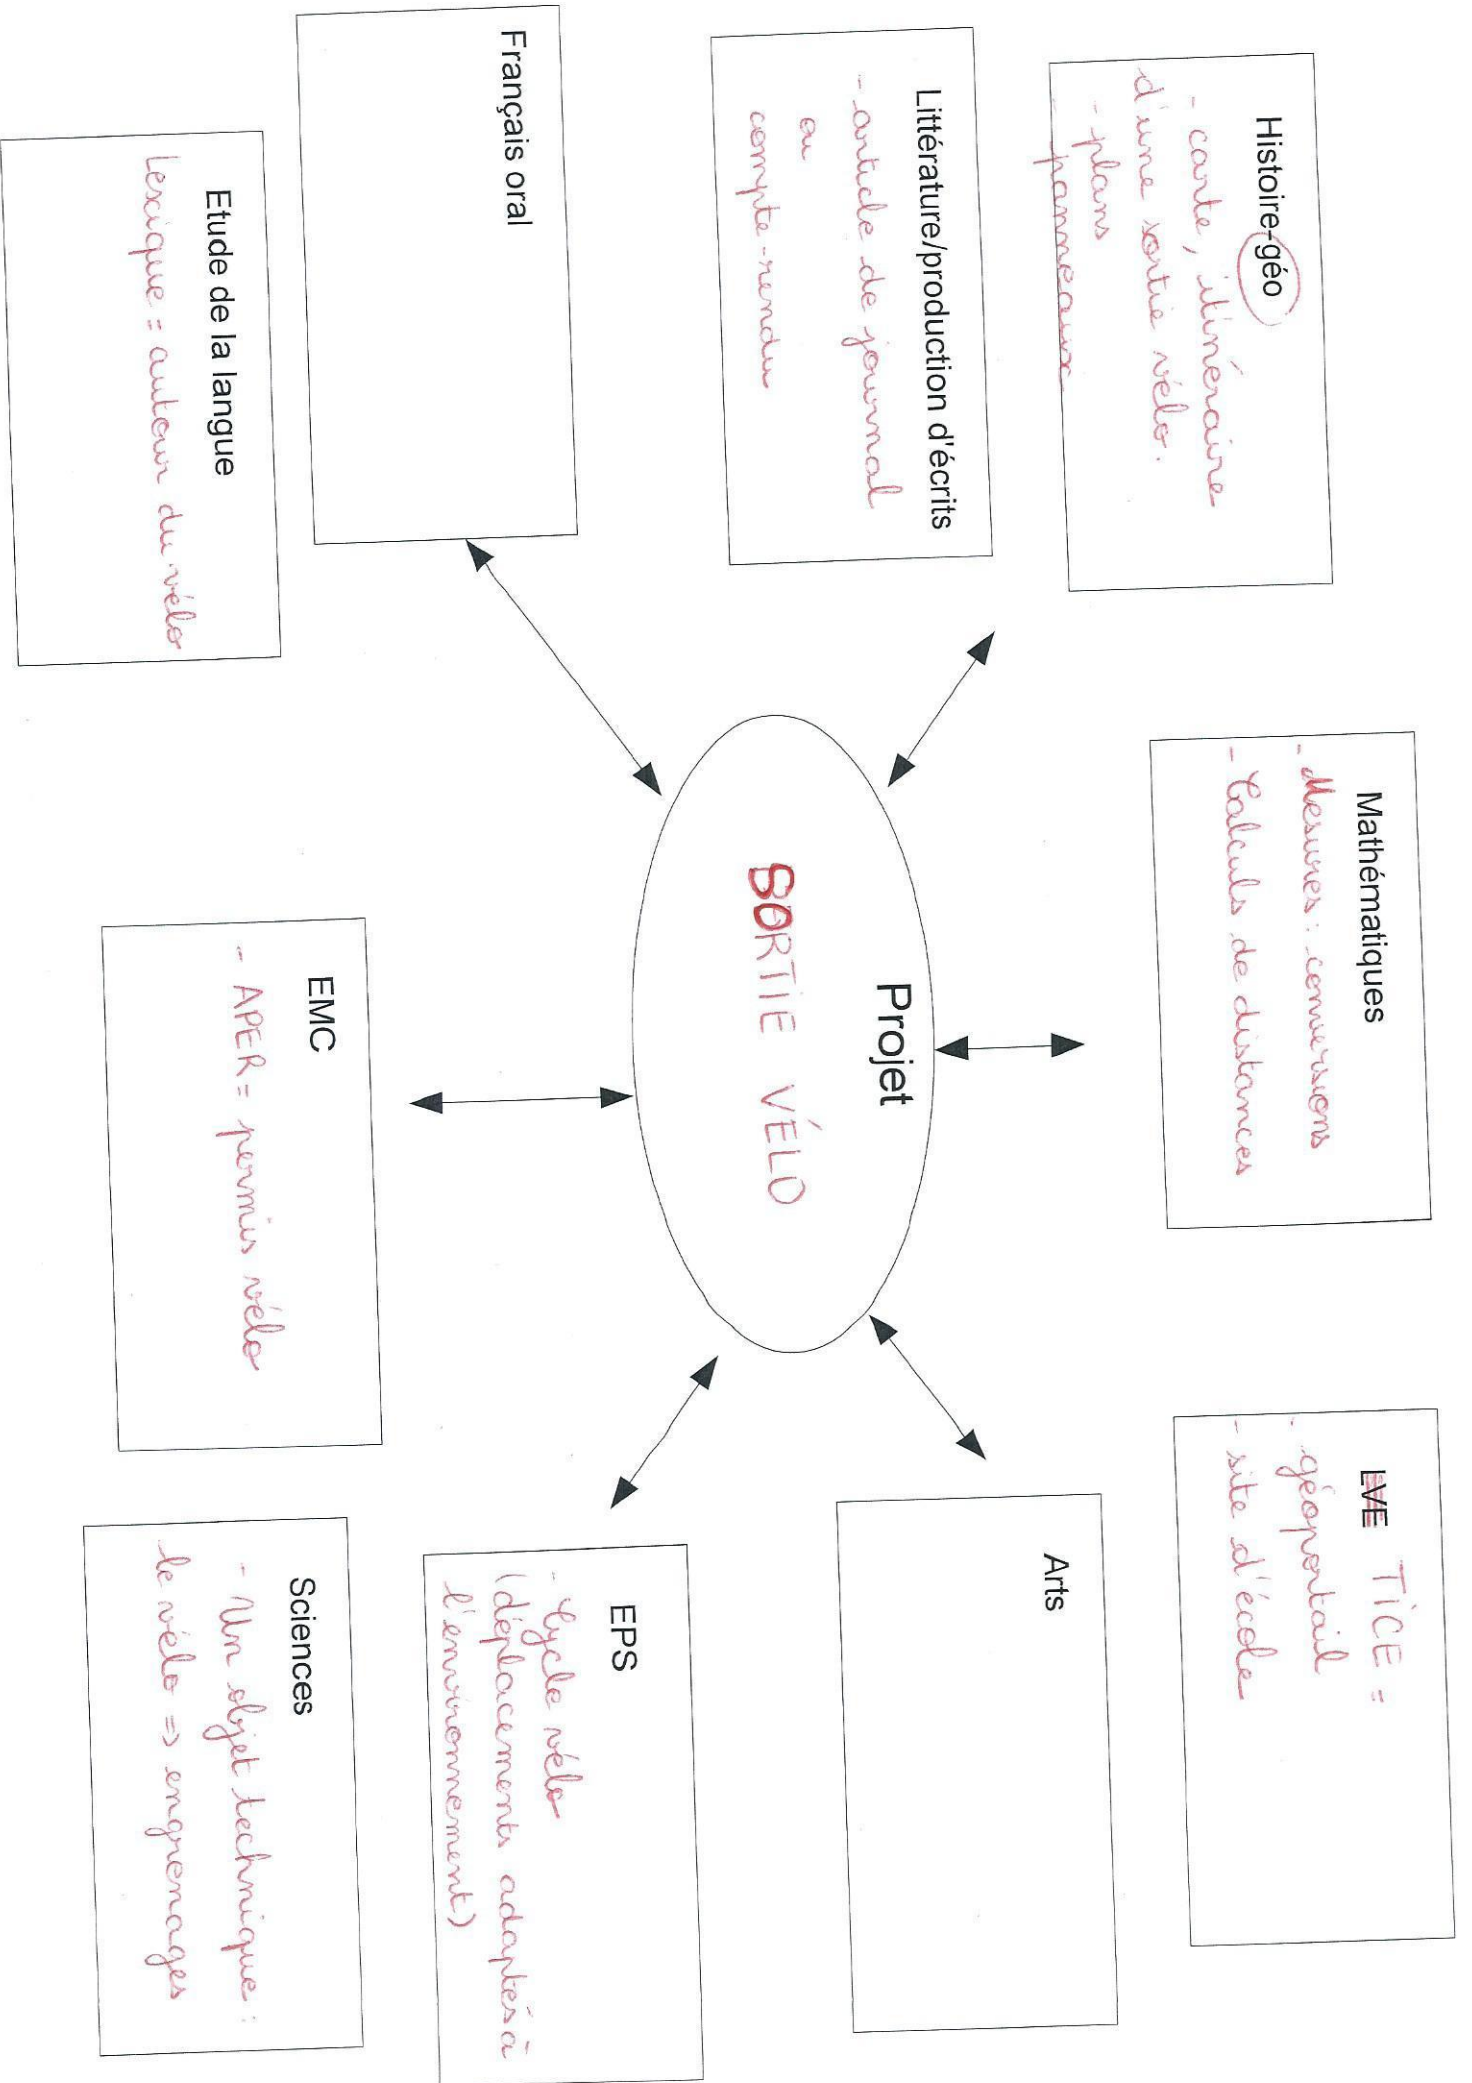 Histoire-géo
- carte, itinéraire
d'une sortie vélo.
- plans
- panneaux
Mathématiques
- Mesures : conversions
- Calculs de distances
LVE TICE =
- géoportail
- site d'école
Littérature/production d'écrits
- article de journal
ou
compte-rendu
Projet
SORTIE VÉLO
Arts
Français oral
EPS
- Cycle vélo
(déplacements adaptés à
l'environnement)
Etude de la langue
Lexique = autour du vélo
EMC
- APER = permis vélo
Sciences
- Un objet technique :
le vélo => engrenages